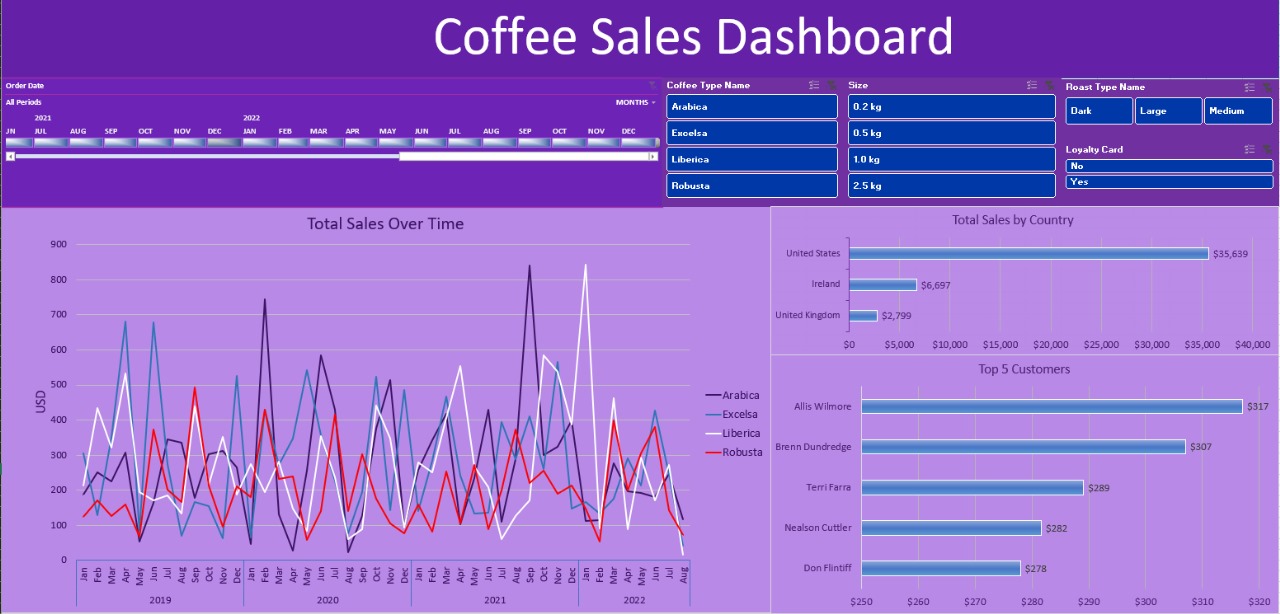 Coffee Sales Dashboard
Order Date
All Periods MONTHS
2021 2022
JN JUL AUG SEP OCT NOV DEC JAN FEB MAR APR MAY JUN JUL AUG SEP OCT NOV DEC
Coffee Type Name
Arabica
Excelsa
Liberica
Robusta
Size
0.2 kg
0.5 kg
1.0 kg
2.5 kg
Roast Type Name
Dark Large Medium
Loyalty Card
No
Yes
Total Sales Over Time
900
800
700
600
500
400
300
200
100
0
USD
Jan Feb Mar Apr May Jun Jul Aug Sep Oct Nov Dec Jan Feb Mar Apr May Jun Jul Aug Sep Oct Nov Dec Jan Feb Mar Apr May Jun Jul Aug Sep Oct Nov Dec Jan Feb Mar Apr May Jun Jul Aug
2019 2020 2021 2022
Arabica
Excelsa
Liberica
Robusta
Total Sales by Country
United States $35,639
Ireland $6,697
United Kingdom $2,799
$0 $5,000 $10,000 $15,000 $20,000 $25,000 $30,000 $35,000 $40,000
Top 5 Customers
Allis Wilmore $317
Brenn Dundredge $307
Terri Farra $289
Nealson Cuttler $282
Don Flintiff $278
$250 $260 $270 $280 $290 $300 $310 $320